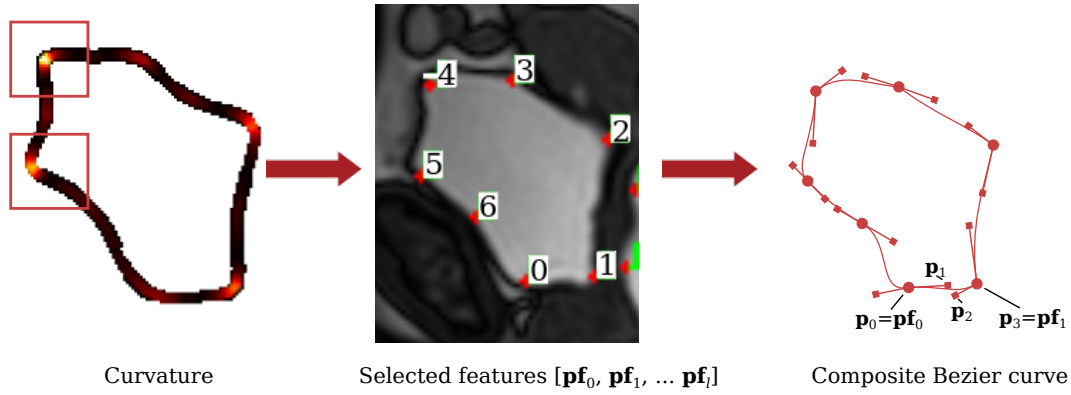 4
3
2
5
6
0
1
p₁
p₀=pf₀
p₂
p₃=pf₁
Curvature
Selected features [pf₀, pf₁, ... pfₗ]
Composite Bezier curve